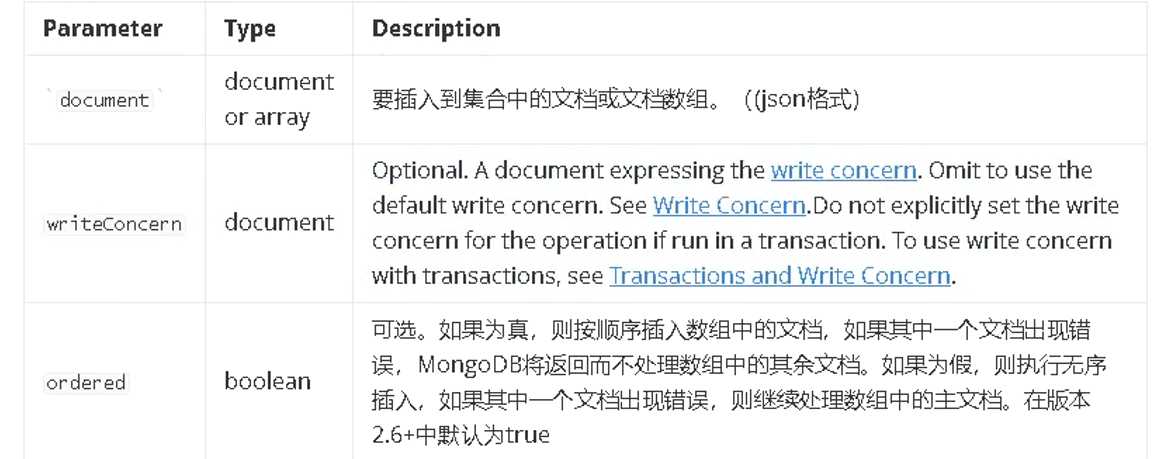 Parameter Type Description
`document` document or array 要插入到集合中的文档或文档数组。 ((json格式)
writeConcern document Optional. A document expressing the write concern. Omit to use the
default write concern. See Write Concern.Do not explicitly set the write
concern for the operation if run in a transaction. To use write concern
with transactions, see Transactions and Write Concern.
ordered boolean 可选。如果为真，则按顺序插入数组中的文档，如果其中一个文档出现错
误，MongoDB将返回而不处理数组中的其余文档。如果为假，则执行无序
插入，如果其中一个文档出现错误，则继续处理数组中的主文档。在版本
2.6+中默认为true